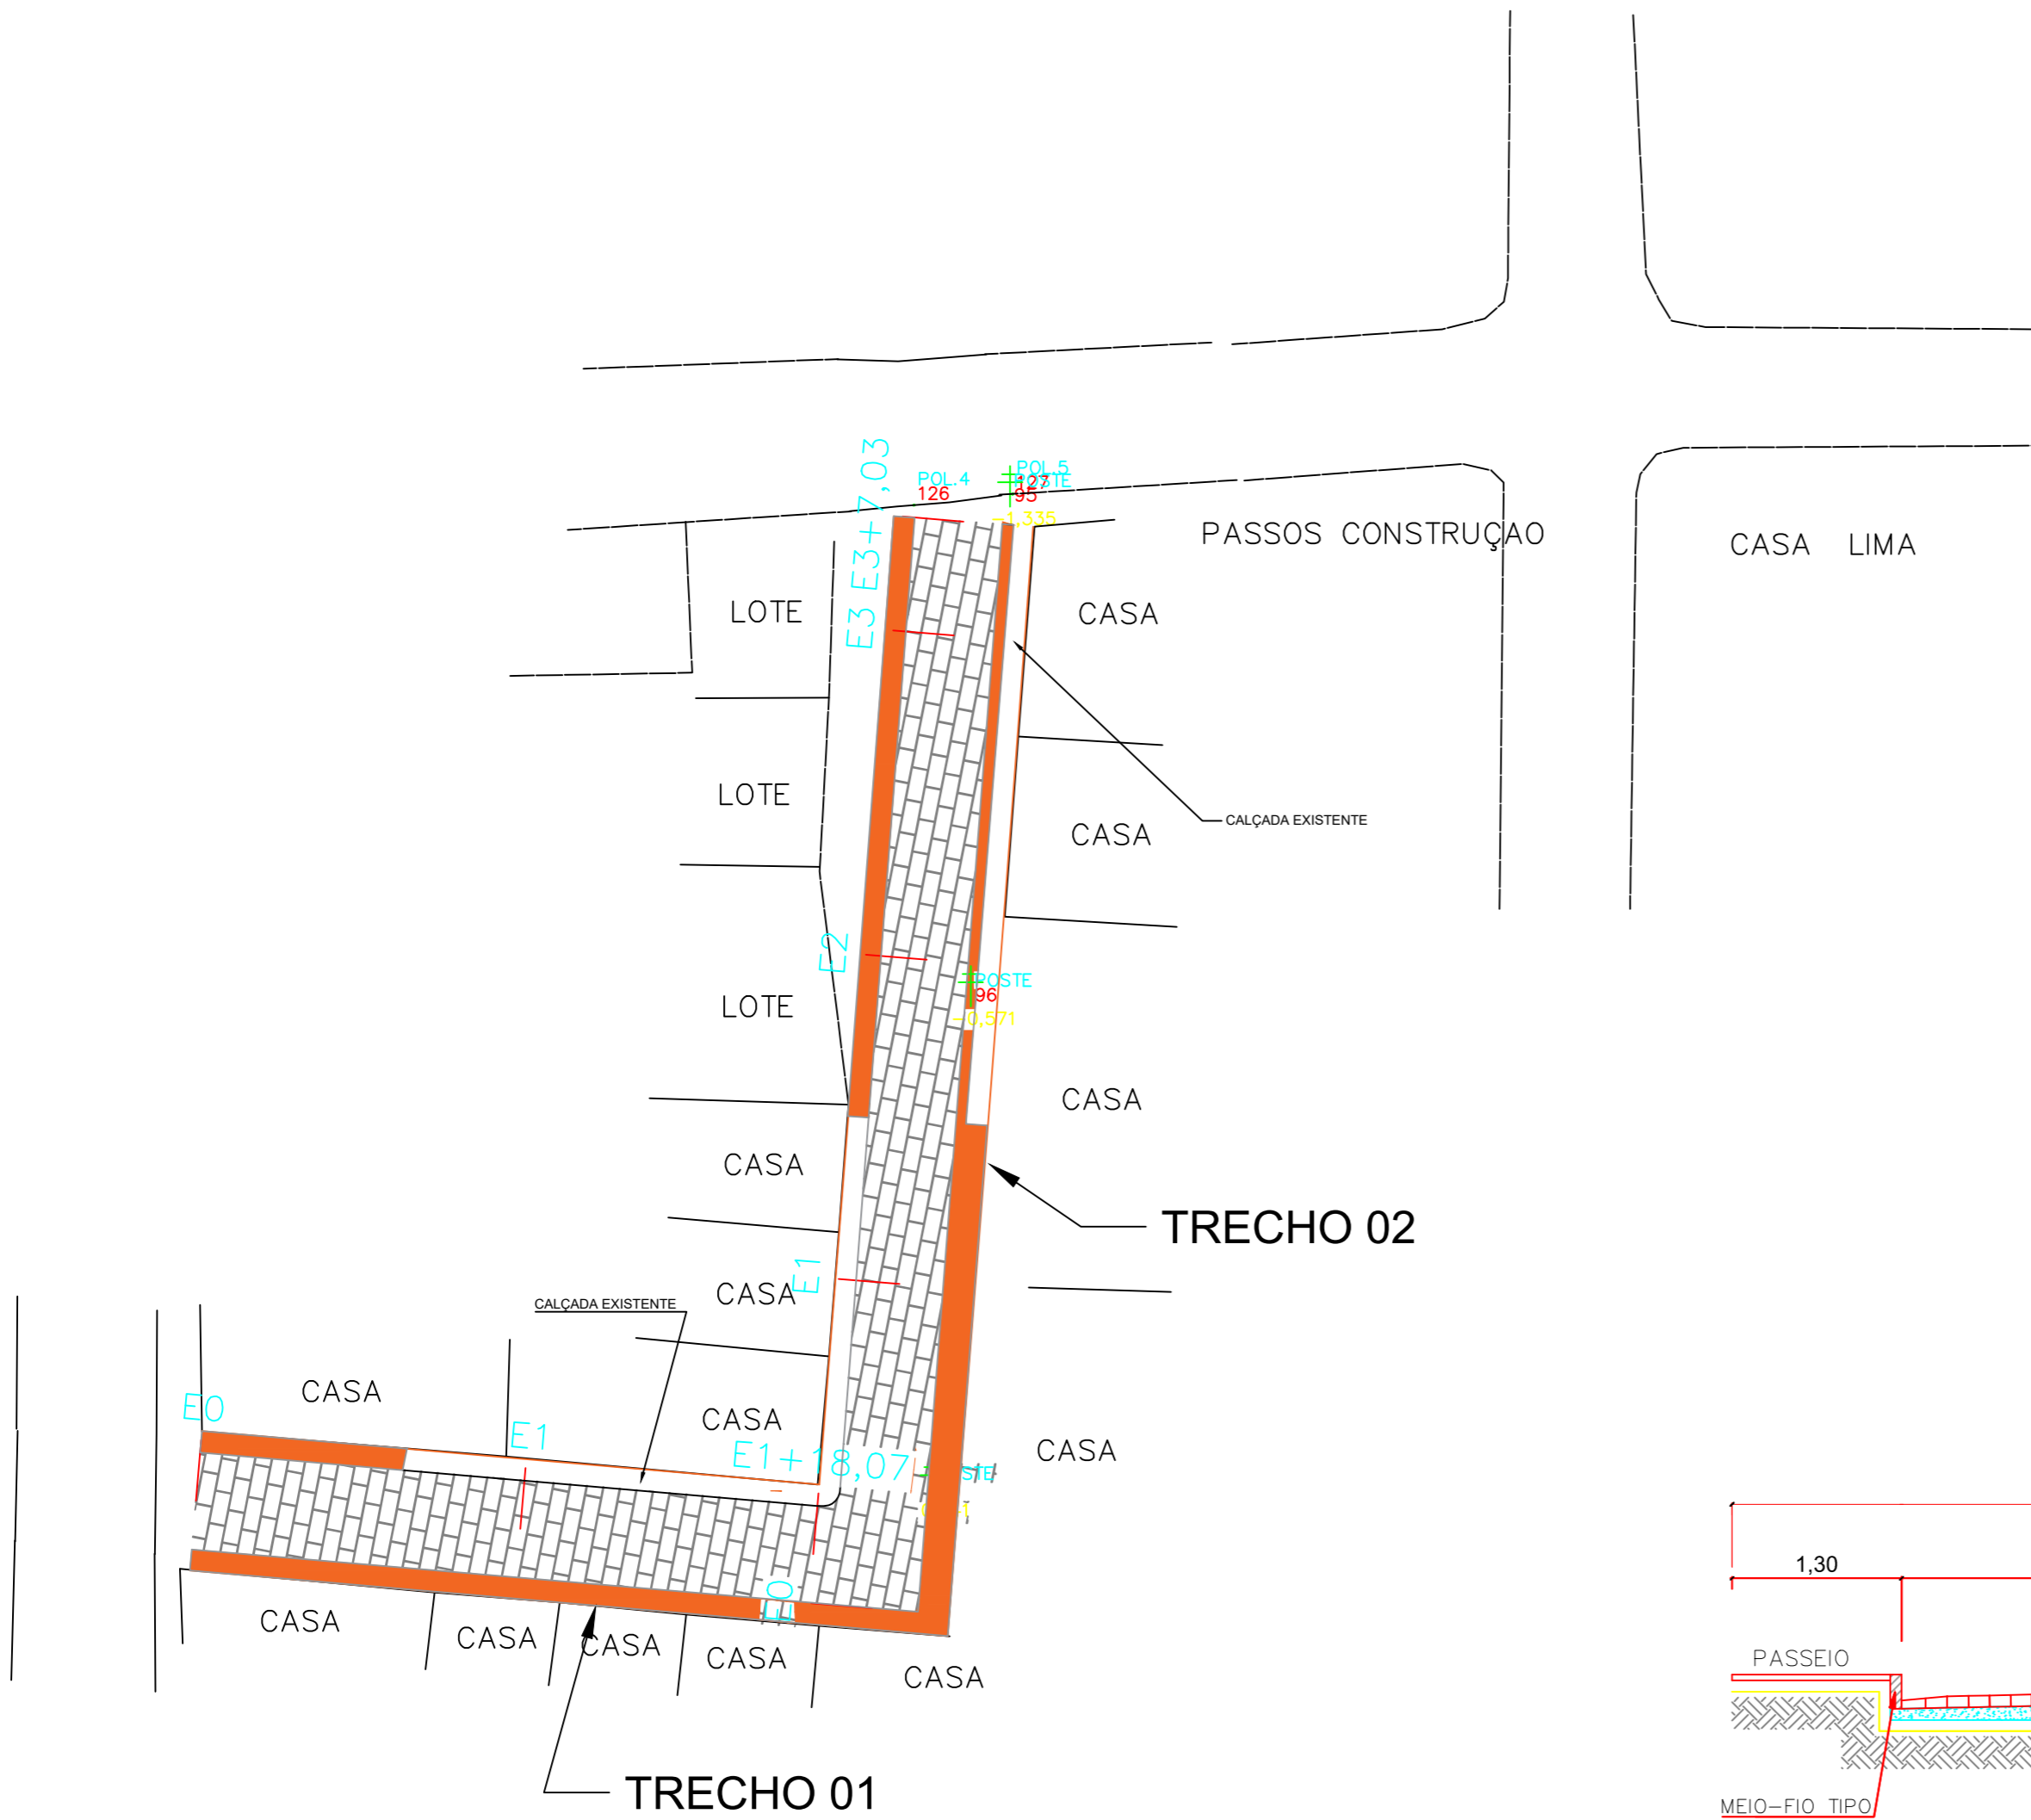 E3+7,03
POL.4
126
POL.5
127
POSTE
95
-1,335
PASSOS CONSTRUÇAO
CASA LIMA
E3
LOTE
CASA
LOTE
CALÇADA EXISTENTE
CASA
E2
POSTE
96
-0,571
LOTE
CASA
CASA
TRECHO 02
E1
CASA
CALÇADA EXISTENTE
CASA
E0
E1
CASA
E1+18,07
CASA
STE
1,30
E0
CASA
CASA
CASA
CASA
CASA
PASSEIO
TRECHO 01
MEIO-FIO TIPO